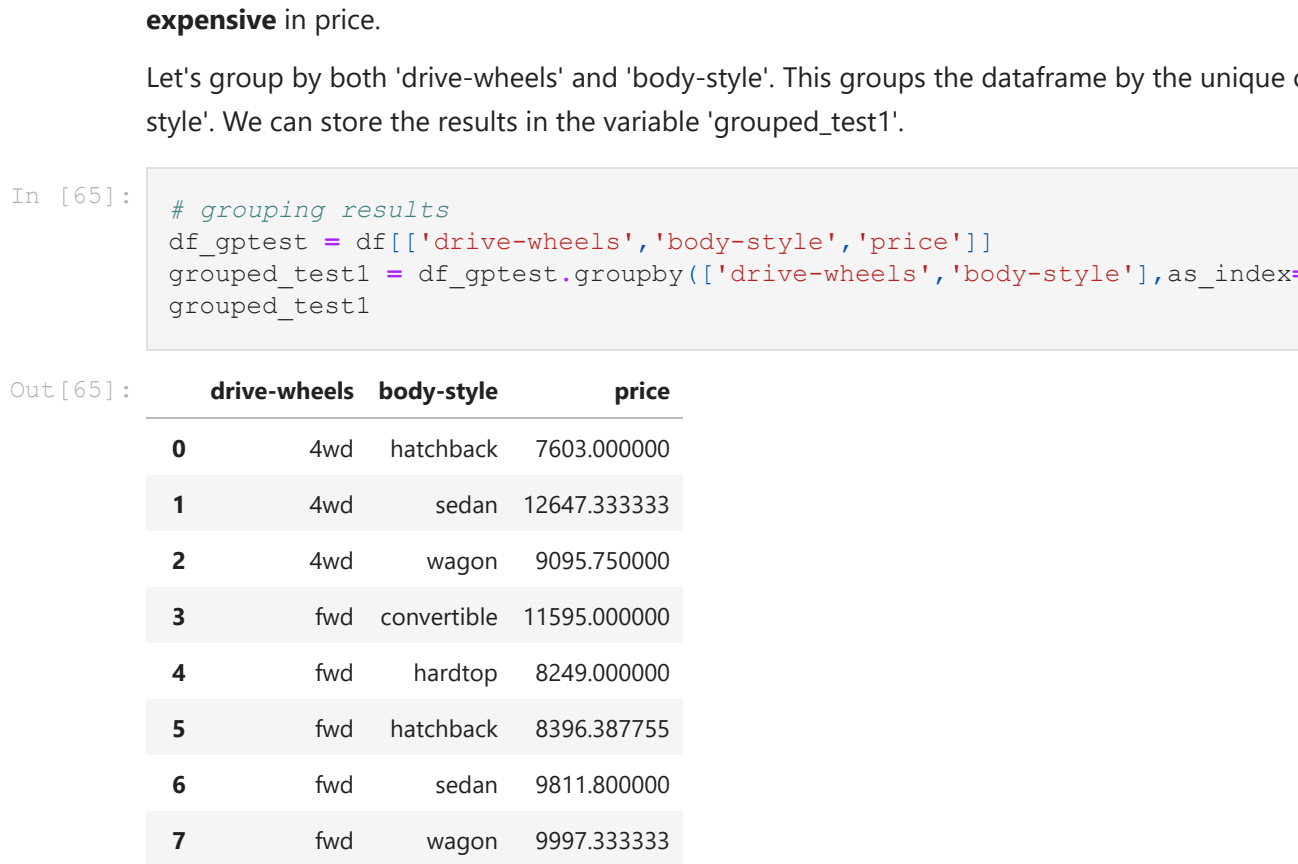 expensive in price.
Let's group by both 'drive-wheels' and 'body-style'. This groups the dataframe by the unique
style'. We can store the results in the variable 'grouped_test1'.
In [65]:
# grouping results
df_gptest = df[['drive-wheels','body-style','price']]
grouped_test1 = df_gptest.groupby(['drive-wheels','body-style'],as_index=
grouped_test1
Out[65]:
drive-wheels body-style price
0 4wd hatchback 7603.000000
1 4wd sedan 12647.333333
2 4wd wagon 9095.750000
3 fwd convertible 11595.000000
4 fwd hardtop 8249.000000
5 fwd hatchback 8396.387755
6 fwd sedan 9811.800000
7 fwd wagon 9997.333333